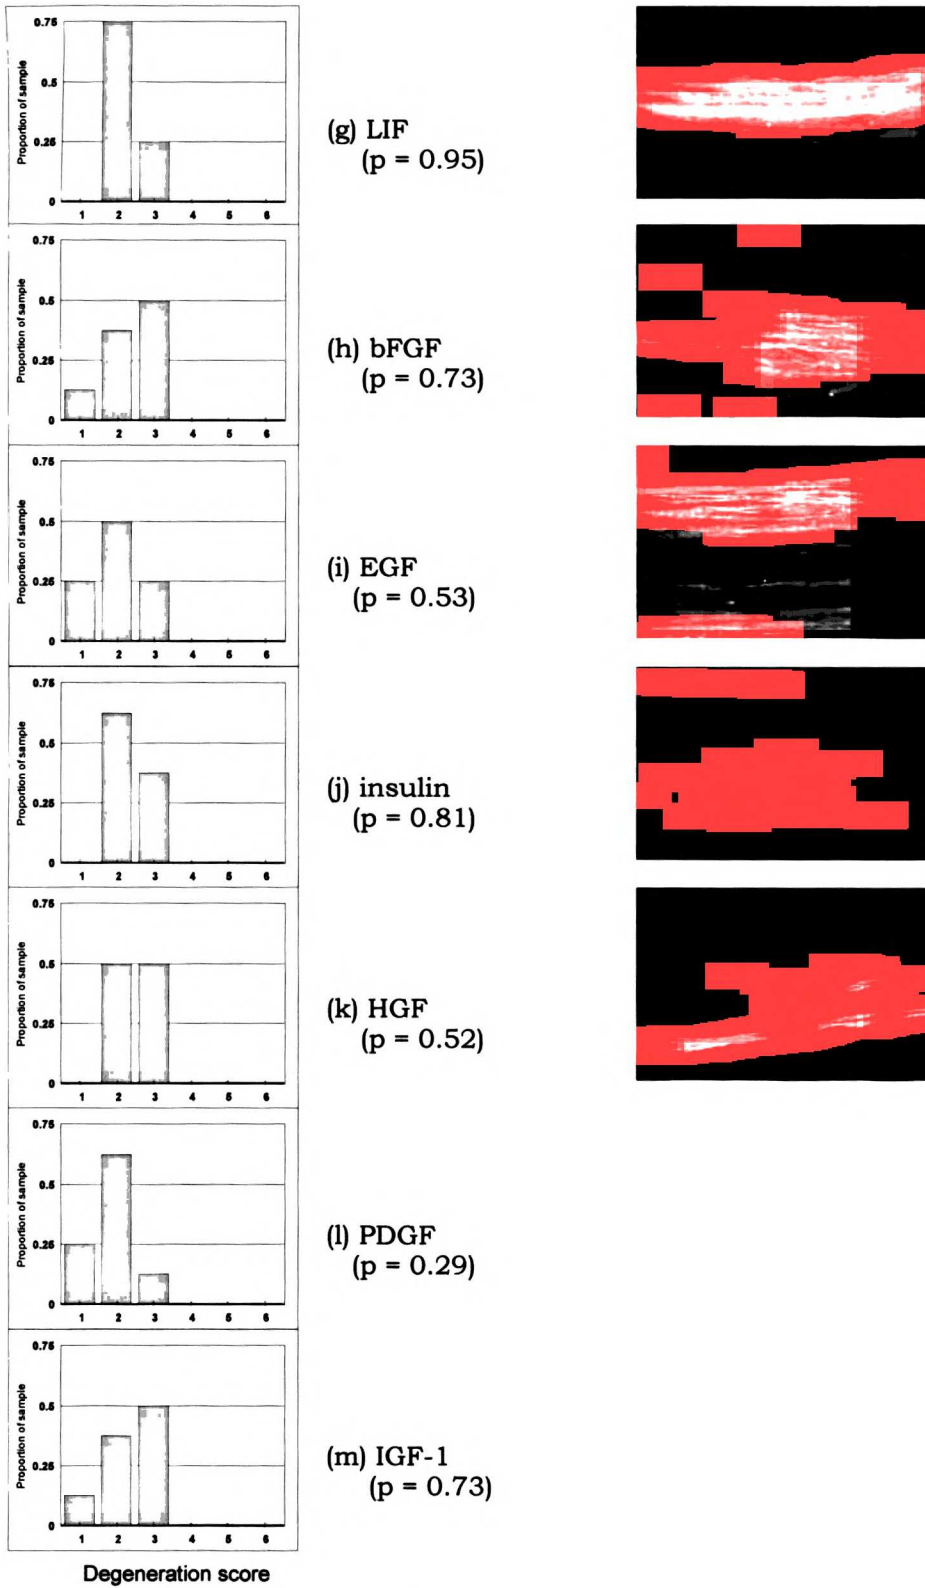 Proportion of sample
0.75
0.5
0.25
0
1 2 3 4 5 6
(g) LIF
(p = 0.95)
Proportion of sample
0.75
0.5
0.25
0
1 2 3 4 5 6
(h) bFGF
(p = 0.73)
Proportion of sample
0.75
0.5
0.25
0
1 2 3 4 5 6
(i) EGF
(p = 0.53)
Proportion of sample
0.75
0.5
0.25
0
1 2 3 4 5 6
(j) insulin
(p = 0.81)
Proportion of sample
0.75
0.5
0.25
0
1 2 3 4 5 6
(k) HGF
(p = 0.52)
Proportion of sample
0.75
0.5
0.25
0
1 2 3 4 5 6
(l) PDGF
(p = 0.29)
Proportion of sample
0.75
0.5
0.25
0
1 2 3 4 5 6
(m) IGF-1
(p = 0.73)
Degeneration score